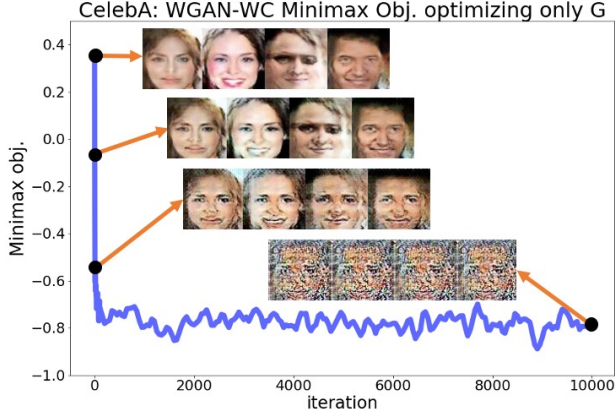 CelebA: WGAN-WC Minimax Obj. optimizing only G
Minimax obj.
0.4
0.2
0.0
−0.2
−0.4
−0.6
−0.8
−1.0
0 2000 4000 6000 8000 10000
iteration